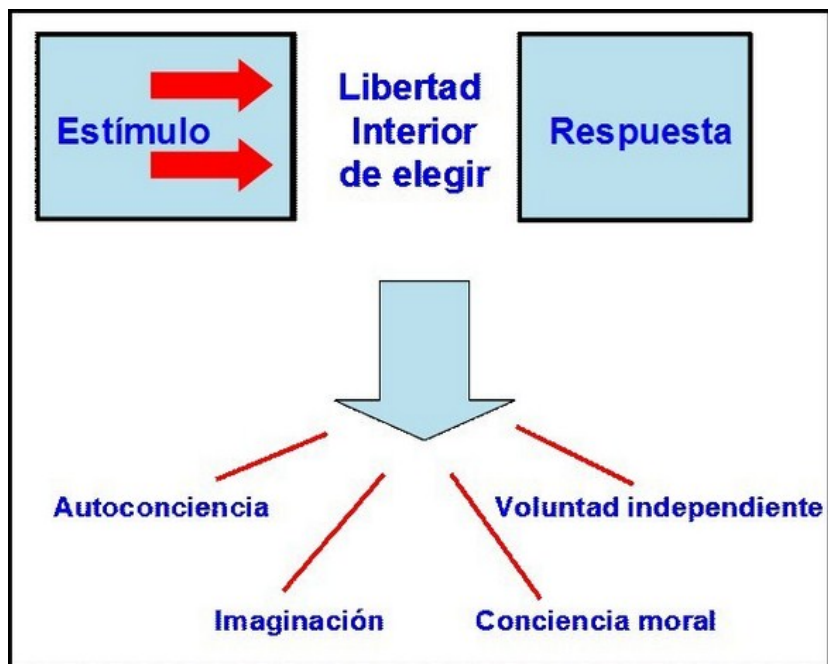 Estímulo
Libertad
Interior
de elegir
Respuesta
Autoconciencia
Voluntad independiente
Imaginación
Conciencia moral